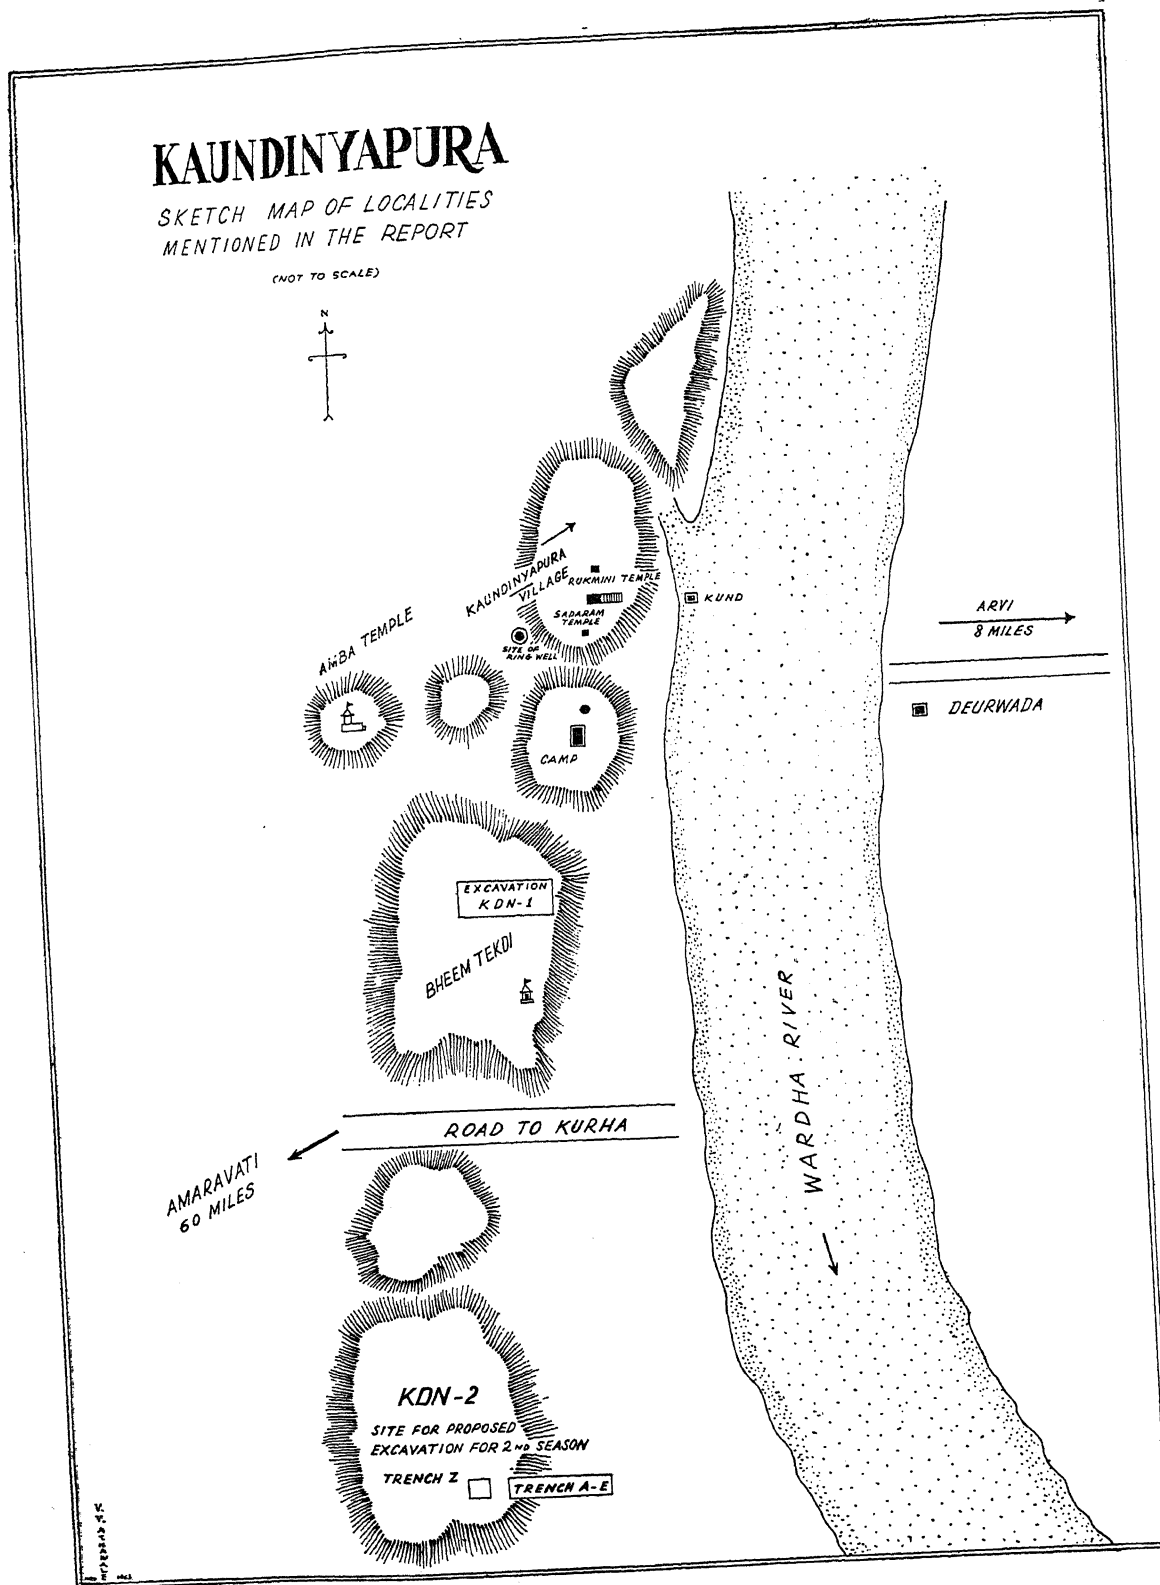 KAUNDINYAPURA
SKETCH MAP OF LOCALITIES
MENTIONED IN THE REPORT
(NOT TO SCALE)
N
KAUNDINYAPURA
VILLAGE
RUKMINI TEMPLE
SADARAM
TEMPLE
SITE OF
RING WELL
KUND
ARVI
8 MILES
DEURWADA
AMBA TEMPLE
CAMP
EXCAVATION
KDN-1
BHEEM TEKDI
WARDHA RIVER
ROAD TO KURHA
AMARAVATI
60 MILES
KDN-2
SITE FOR PROPOSED
EXCAVATION FOR 2ND SEASON
TRENCH Z
TRENCH A-E